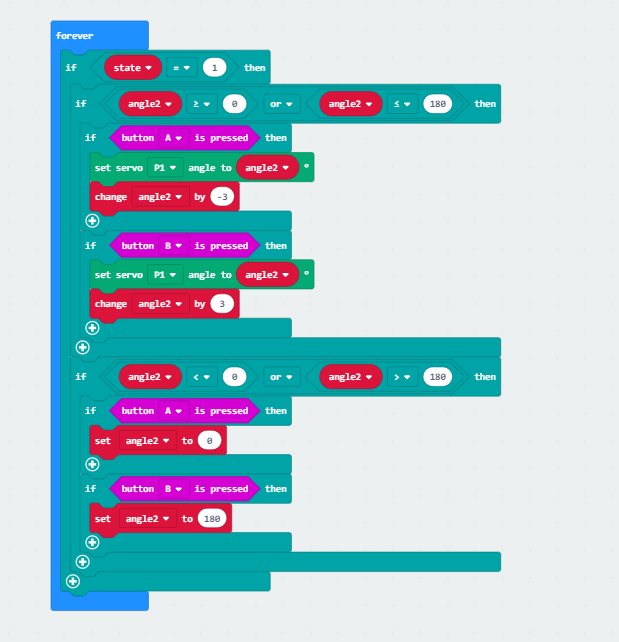 forever
if state = 1 then
if angle2 ≥ 0 or angle2 ≤ 180 then
if button A is pressed then
set servo P1 angle to angle2 °
change angle2 by -3
if button B is pressed then
set servo P1 angle to angle2 °
change angle2 by 3
if angle2 < 0 or angle2 > 180 then
if button A is pressed then
set angle2 to 0
if button B is pressed then
set angle2 to 180